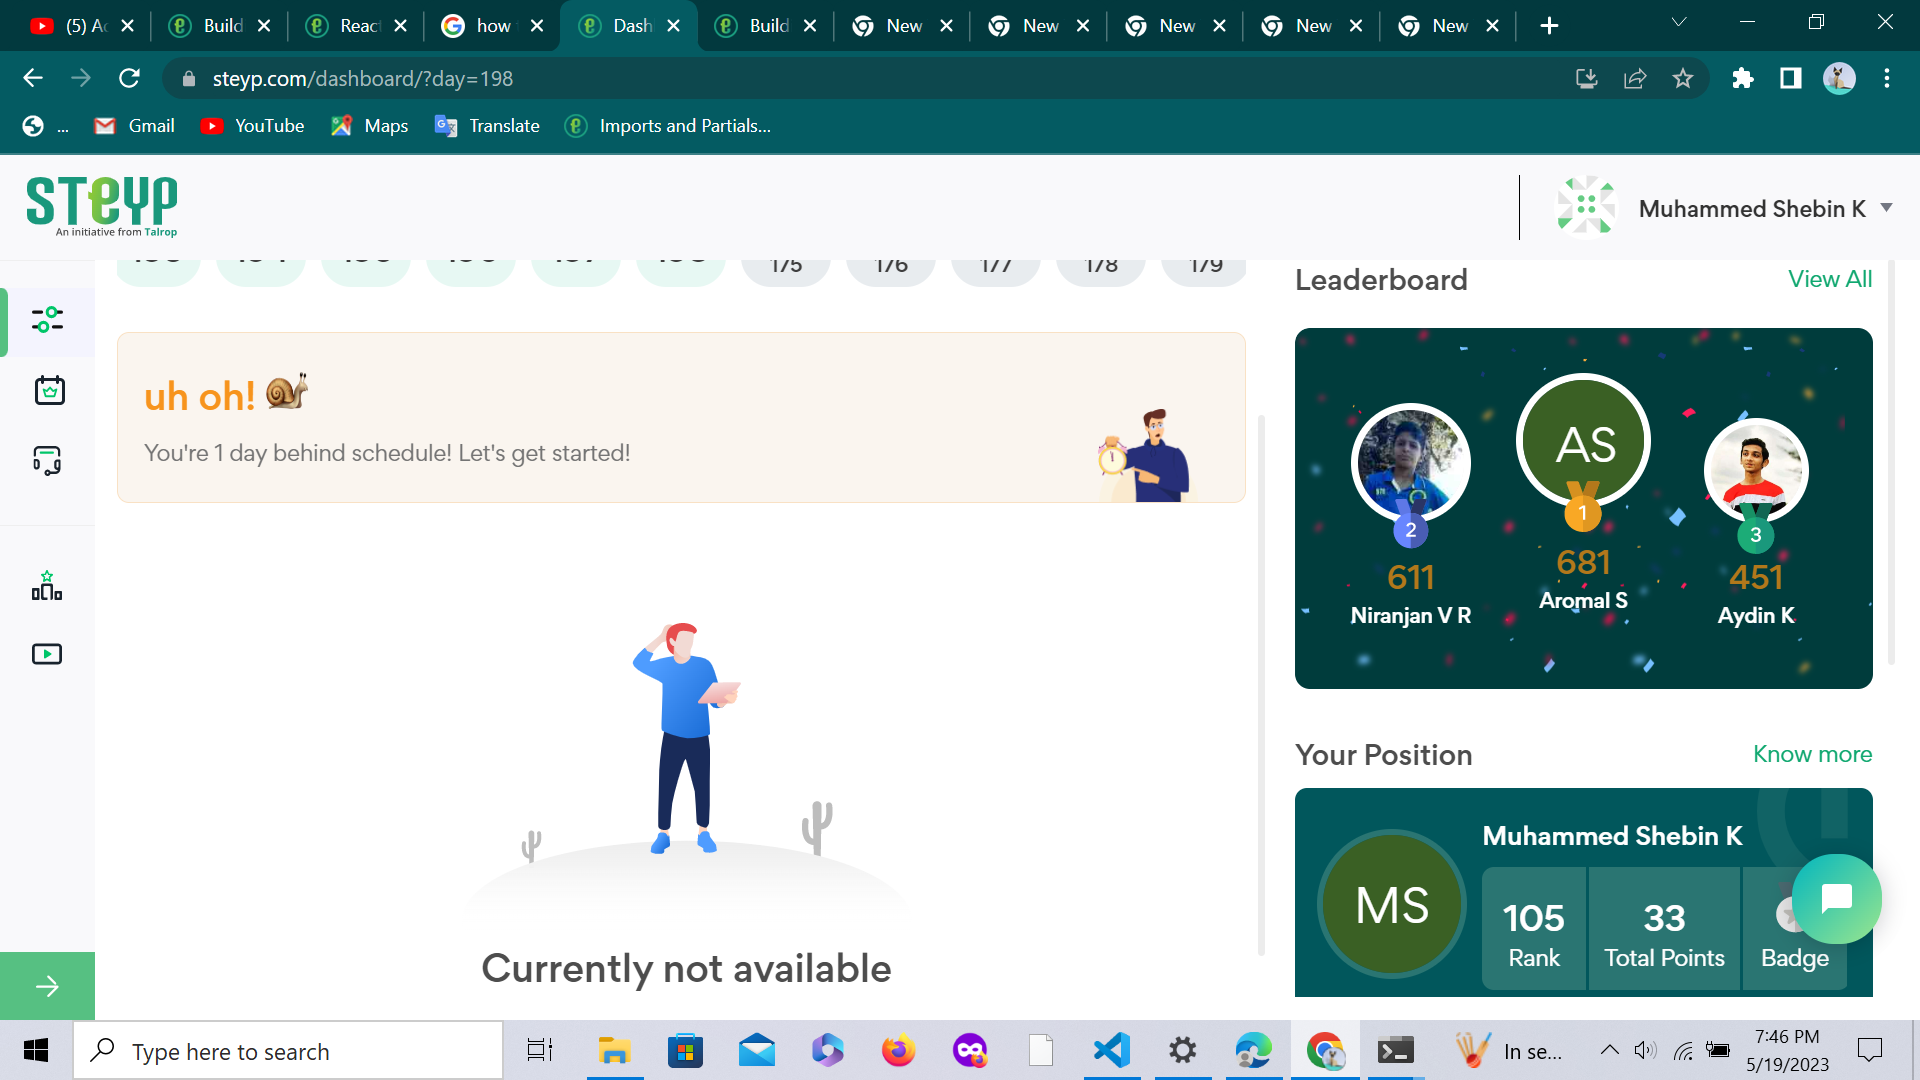 (5) Ac
Build
React
how
Dash
Build
New
New
New
New
New
steyp.com/dashboard/?day=198
...
Gmail
YouTube
Maps
Translate
Imports and Partials...
STeyp
An initiative from Talrop
Muhammed Shebin K
175
176
177
178
179
uh oh!
You're 1 day behind schedule! Let's get started!
Currently not available
Leaderboard
View All
AS
2
1
3
611
681
451
Niranjan V R
Aromal S
Aydin K
Your Position
Know more
MS
Muhammed Shebin K
105
33
Rank
Total Points
Badge
Type here to search
In se...
7:46 PM
5/19/2023